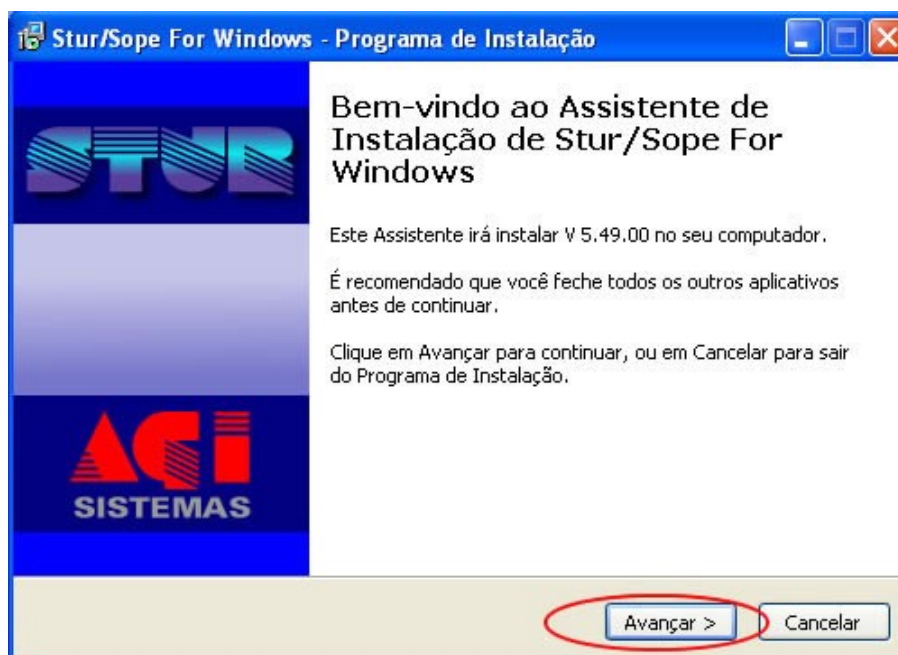 Stur/Sope For Windows - Programa de Instalação
STUR
Bem-vindo ao Assistente de
Instalação de Stur/Sope For
Windows
Este Assistente irá instalar V 5.49.00 no seu computador.
É recomendado que você feche todos os outros aplicativos
antes de continuar.
Clique em Avançar para continuar, ou em Cancelar para sair
do Programa de Instalação.
AGI
SISTEMAS
Avançar >
Cancelar